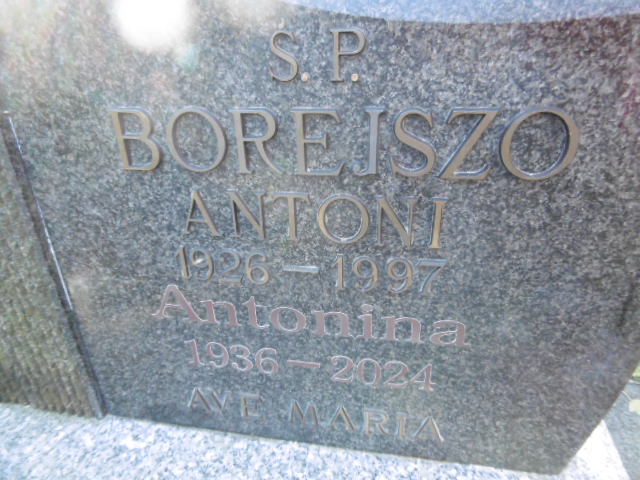 Ś. P.
BOREJSZO
ANTONI
1926 – 1997
Antonina
1936 – 2024
AVE MARIA